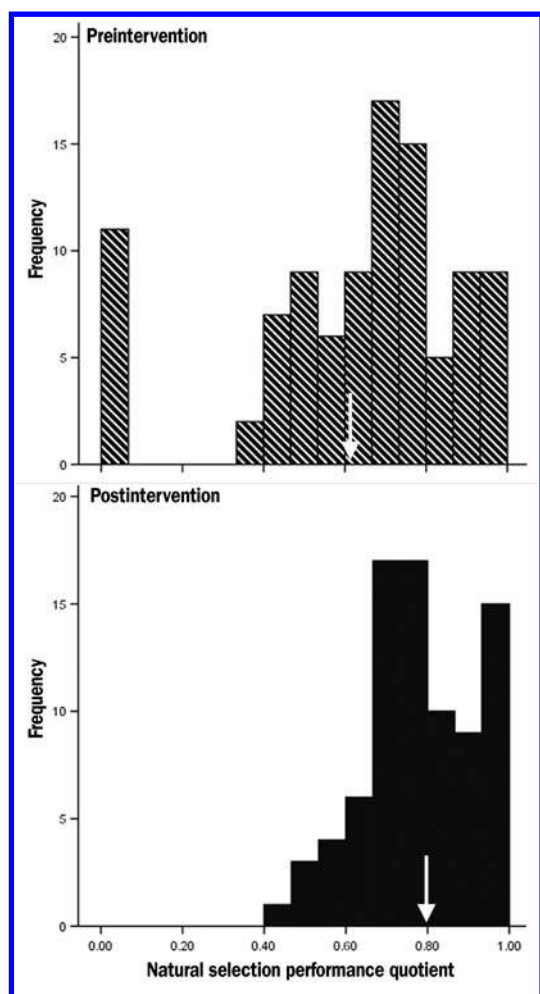 Preintervention
20
15
10
5
0
Frequency
Postintervention
20
15
10
5
0
Frequency
0.00 0.20 0.40 0.60 0.80 1.00
Natural selection performance quotient